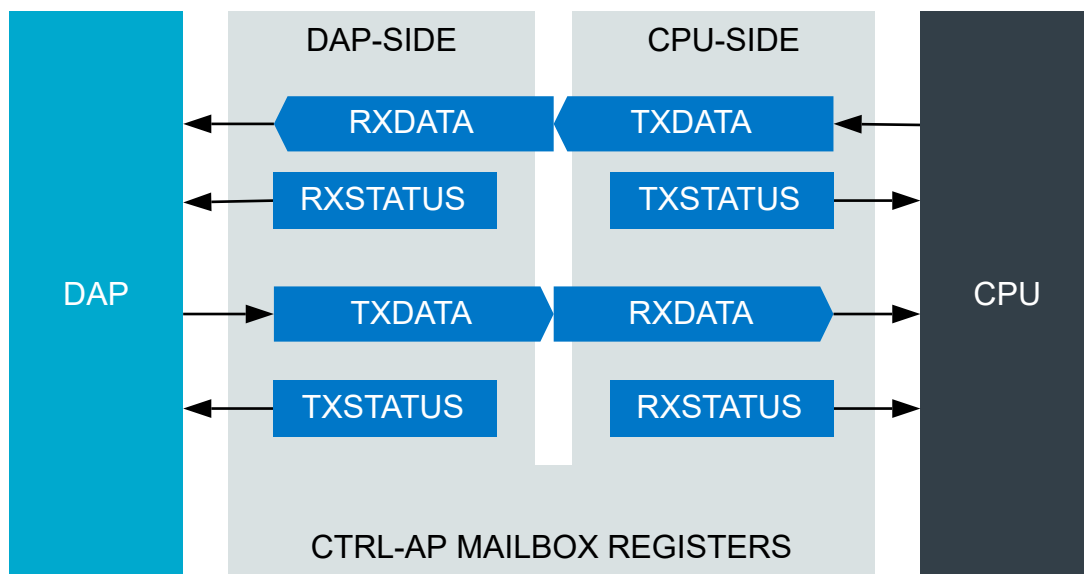 DAP-SIDE
CPU-SIDE
RXDATA
TXDATA
RXSTATUS
TXSTATUS
DAP
CPU
TXDATA
RXDATA
TXSTATUS
RXSTATUS
CTRL-AP MAILBOX REGISTERS